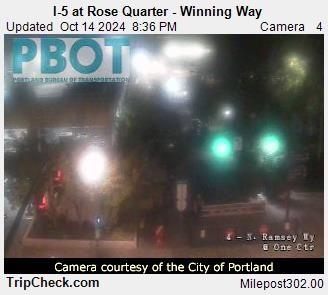 I-5 at Rose Quarter - Winning Way
Updated Oct 14 2024 8:36 PM Camera 4
PBOT
PORTLAND BUREAU OF TRANSPORTATION
4 - N. Ramsey Wy
@ One Ctr
Camera courtesy of the City of Portland
TripCheck.com Milepost302.00